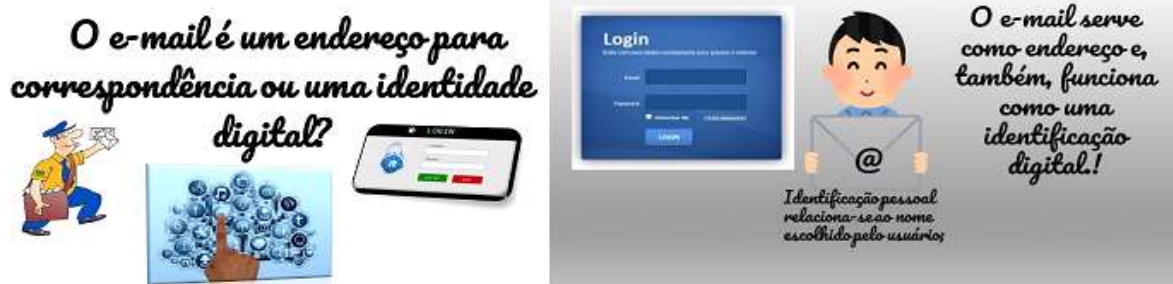 O e-mail é um endereço para
correspondência ou uma identidade
digital?
LOGIN
Login
Email
Password
LOGIN
@
Identificação pessoal
relaciona-se ao nome
escolhido pelo usuário;
O e-mail serve
como endereço e,
também, funciona
como uma
identificação
digital.!